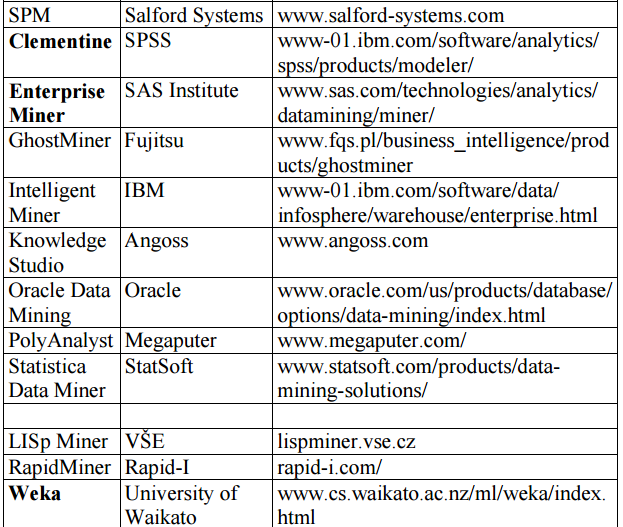 SPM Salford Systems www.salford-systems.com
Clementine SPSS www-01.ibm.com/software/analytics/
spss/products/modeler/
Enterprise SAS Institute www.sas.com/technologies/analytics/
Miner datamining/miner/
GhostMiner Fujitsu www.fqs.pl/business_intelligence/prod
ucts/ghostminer
Intelligent IBM www-01.ibm.com/software/data/
Miner infosphere/warehouse/enterprise.html
Knowledge Angoss www.angoss.com
Studio
Oracle Data Oracle www.oracle.com/us/products/database/
Mining options/data-mining/index.html
PolyAnalyst Megaputer www.megaputer.com/
Statistica StatSoft www.statsoft.com/products/data-
Data Miner mining-solutions/
LISp Miner VŠE lispminer.vse.cz
RapidMiner Rapid-I rapid-i.com/
Weka University of www.cs.waikato.ac.nz/ml/weka/index.
Waikato html